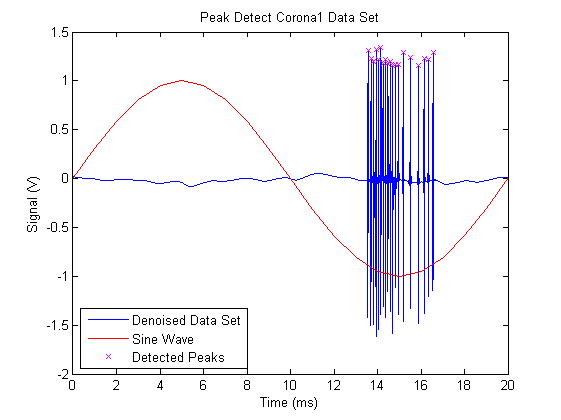 Peak Detect Corona1 Data Set
1.5
1
0.5
0
-0.5
-1
-1.5
-2
Signal (V)
Denoised Data Set
Sine Wave
Detected Peaks
0 2 4 6 8 10 12 14 16 18 20
Time (ms)